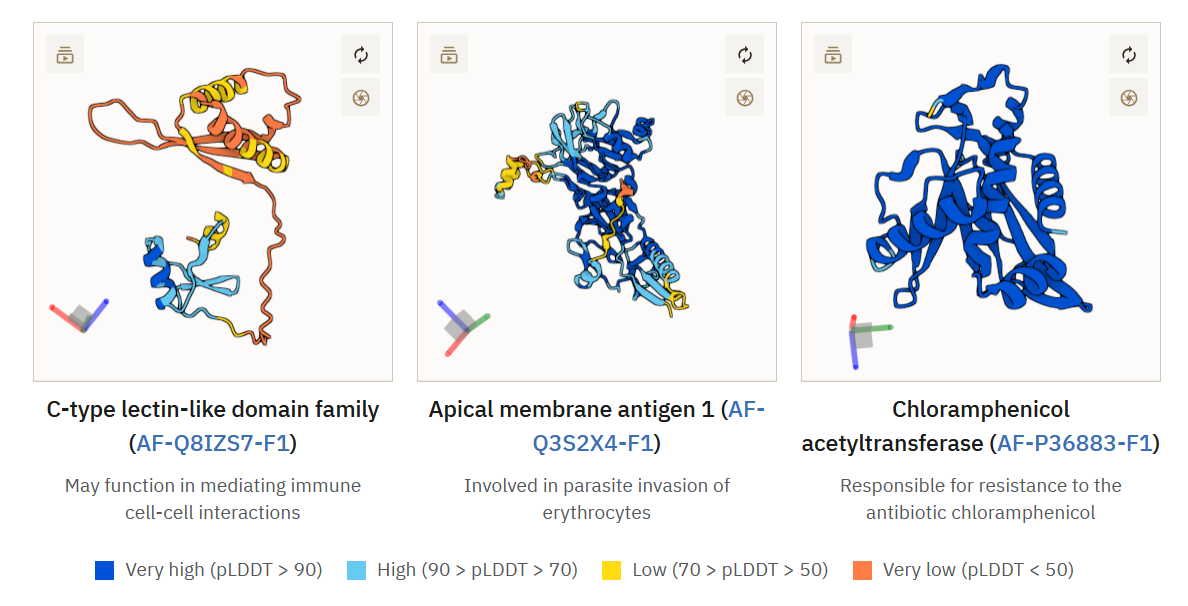 C-type lectin-like domain family
(AF-Q8IZS7-F1)
May function in mediating immune
cell-cell interactions
Apical membrane antigen 1 (AF-
Q3S2X4-F1)
Involved in parasite invasion of
erythrocytes
Chloramphenicol
acetyltransferase (AF-P36883-F1)
Responsible for resistance to the
antibiotic chloramphenicol
Very high (pLDDT > 90)
High (90 > pLDDT > 70)
Low (70 > pLDDT > 50)
Very low (pLDDT < 50)